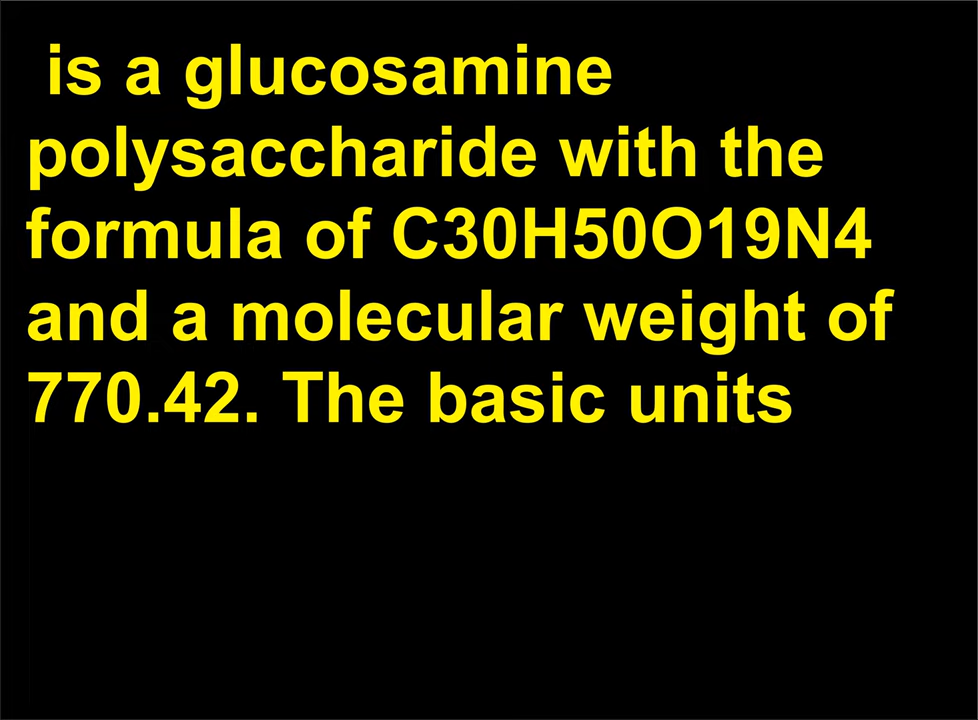 is a glucosamine
polysaccharide with the
formula of C30H50O19N4
and a molecular weight of
770.42. The basic units